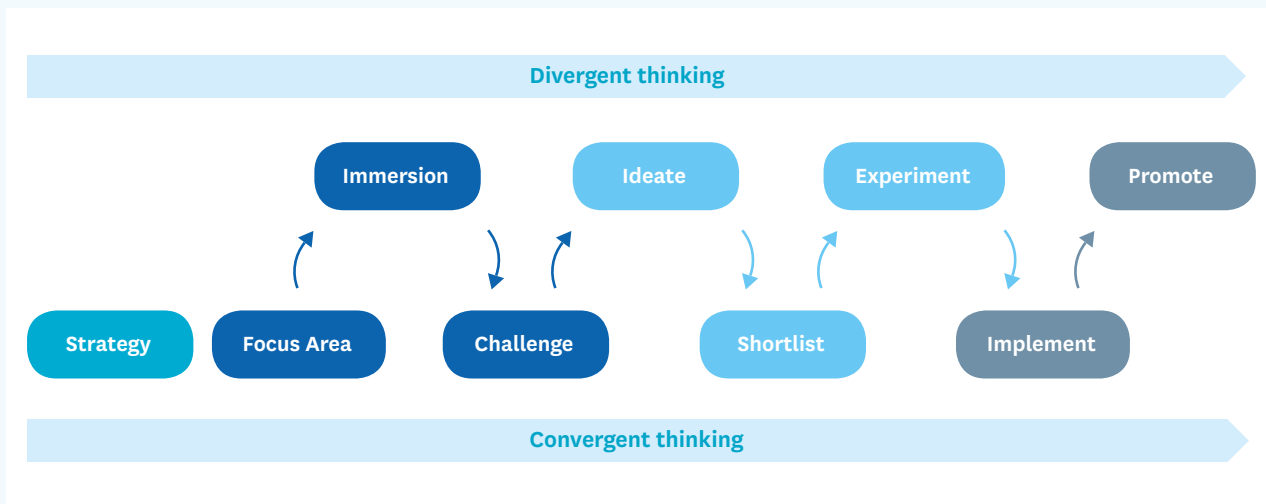 Divergent thinking
Immersion
Ideate
Experiment
Promote
Strategy
Focus Area
Challenge
Shortlist
Implement
Convergent thinking